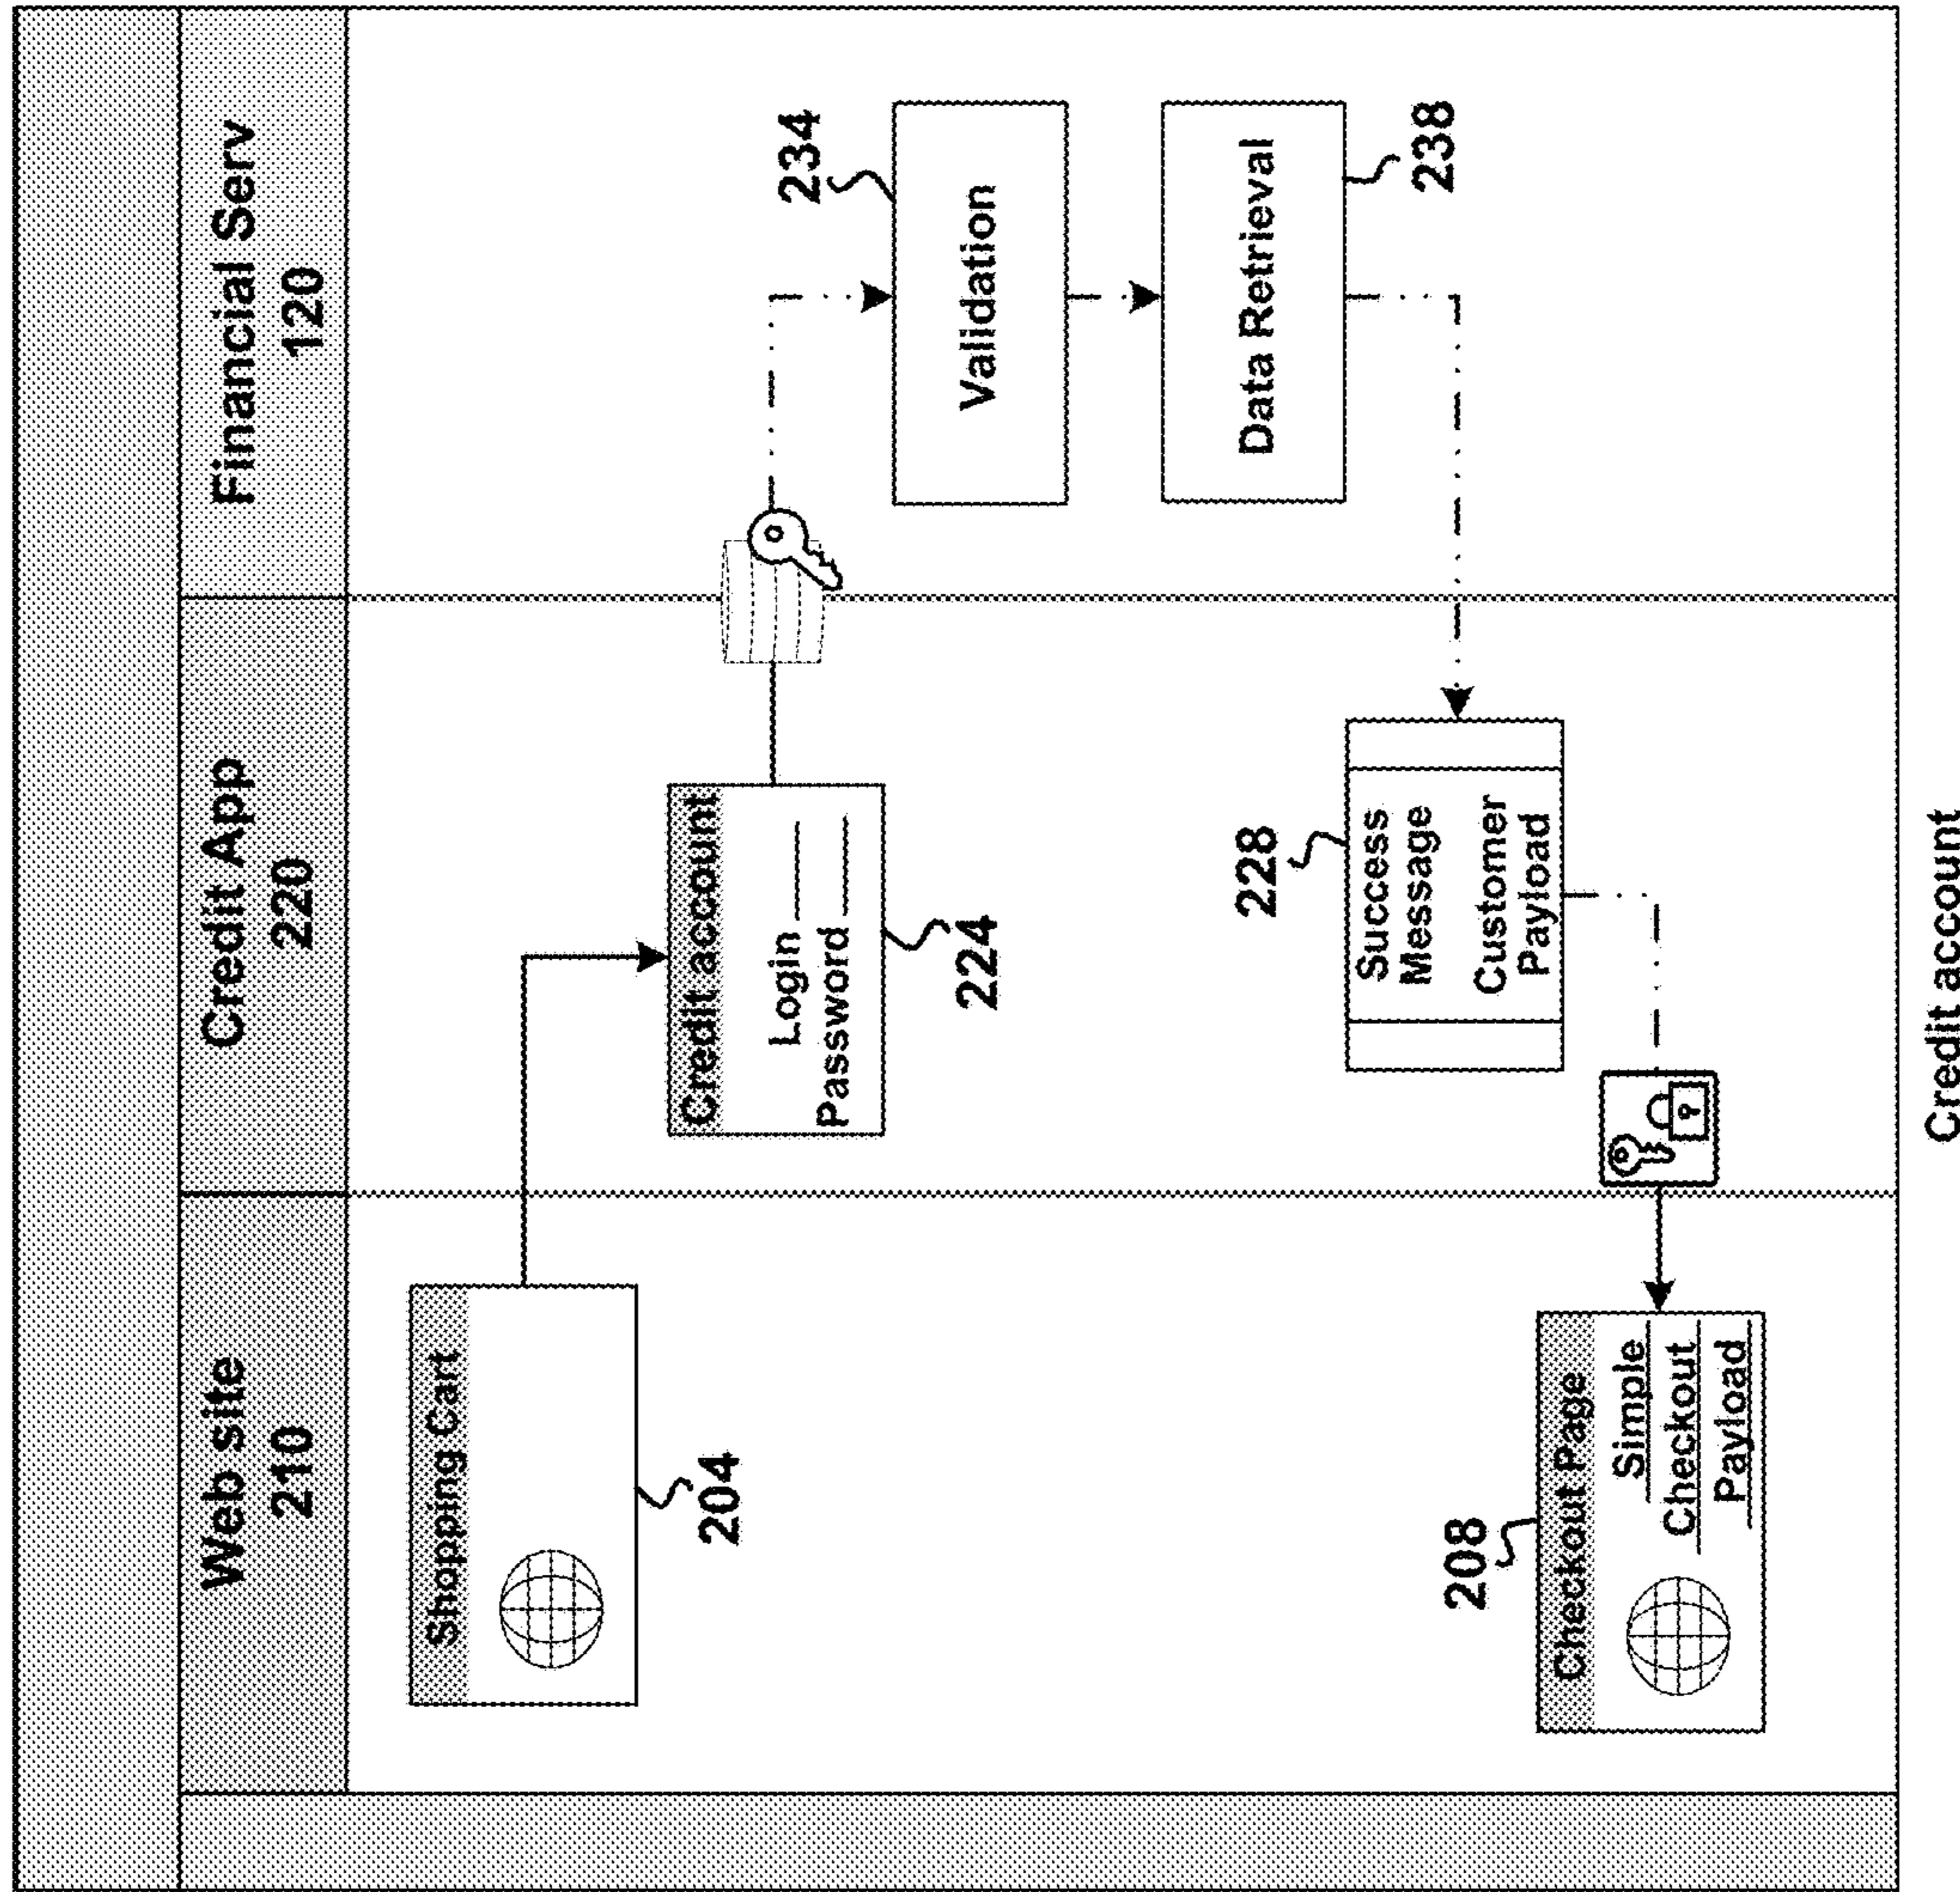 Web site
210
Credit App
220
Financial Serv
120
Shopping Cart
204
Credit account
Login
Password
224
234
Validation
Data Retrieval
238
228
Success
Message
Customer
Payload
208
Checkout Page
Simple
Checkout
Payload
Credit account